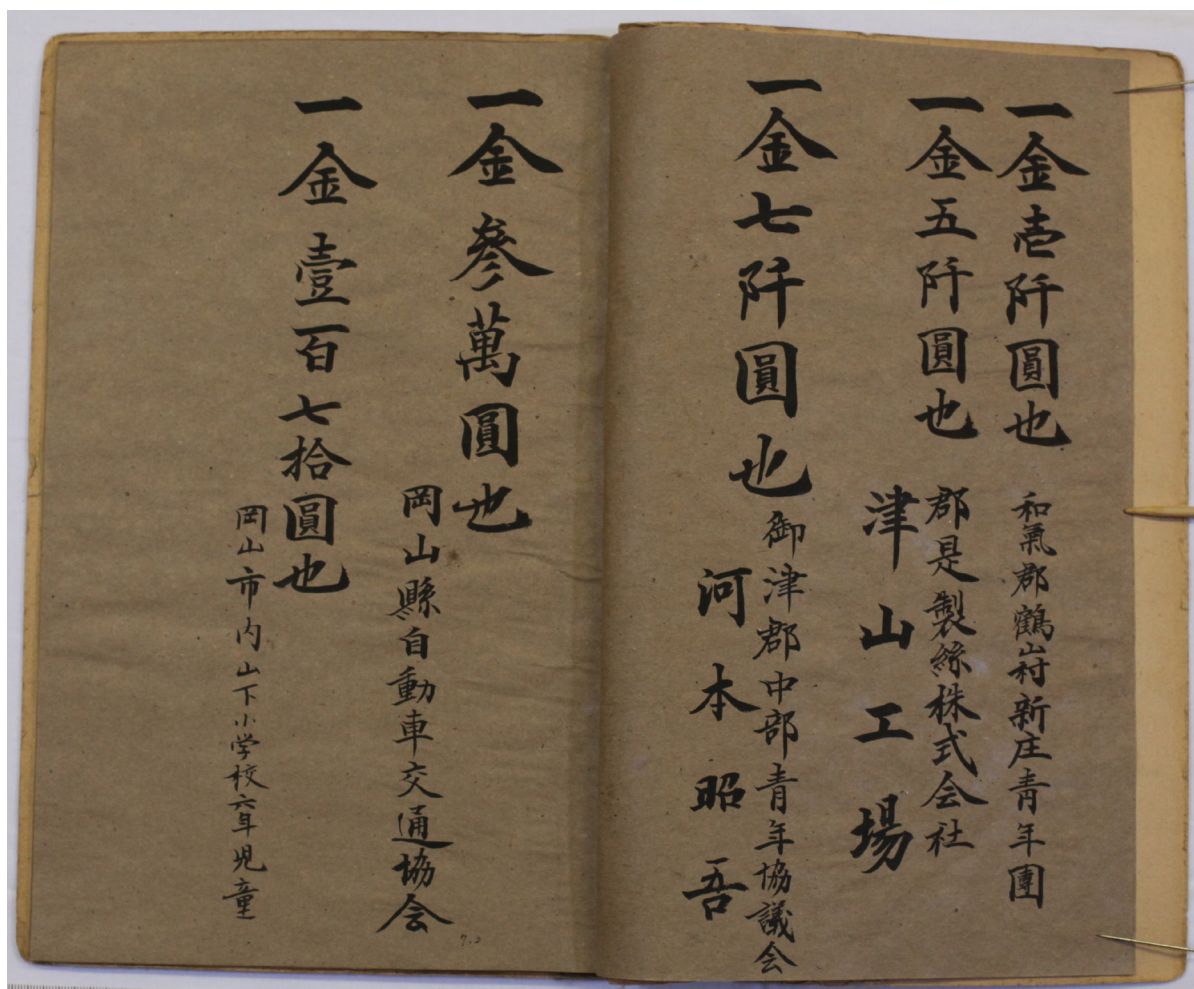 一金壱阡圓也
和氣郡鶴山村新庄青年團
一金五阡圓也
郡是製絲株式会社
津山工場
一金七阡圓也
御津郡中部青年協議会
河本昭吾
一金參萬圓也
岡山縣自動車交通協会
一金壹百七拾圓也
岡山市内山下小学校六年児童